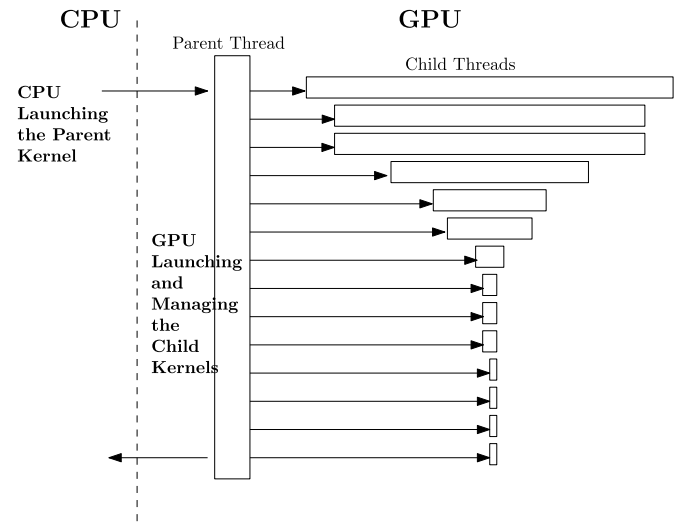 CPU
GPU
Parent Thread
Child Threads
CPU
Launching
the Parent
Kernel
GPU
Launching
and
Managing
the
Child
Kernels